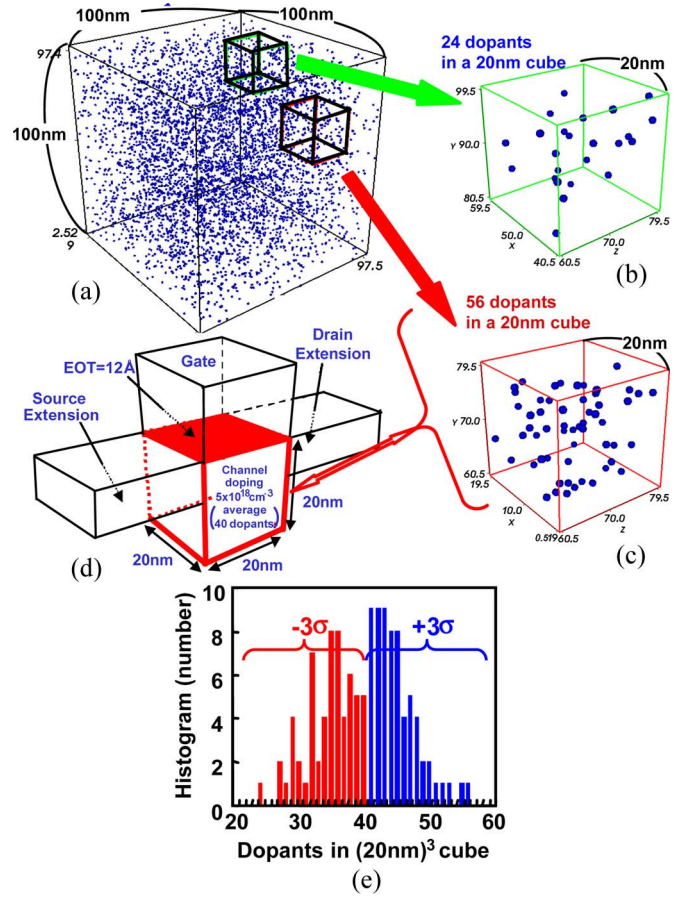 100nm
100nm
97.4
100nm
2.52
9
97.5
(a)
24 dopants
in a 20nm cube
20nm
99.5
Y 90.0
80.5
59.5
50.0
X
40.5 60.5
70.0
Z
79.5
(b)
56 dopants
in a 20nm cube
20nm
79.5
Y 70.0
60.5
19.5
10.0
X
0.51960.5
70.0
Z
79.5
(c)
Gate
Drain
Extension
EOT=12Å
Source
Extension
Channel
doping
5x10¹⁸cm⁻³
average
(40 dopants)
20nm
20nm
20nm
(d)
Histogram (number)
10
8
6
4
2
0
-3σ
+3σ
20 30 40 50 60
Dopants in (20nm)³ cube
(e)